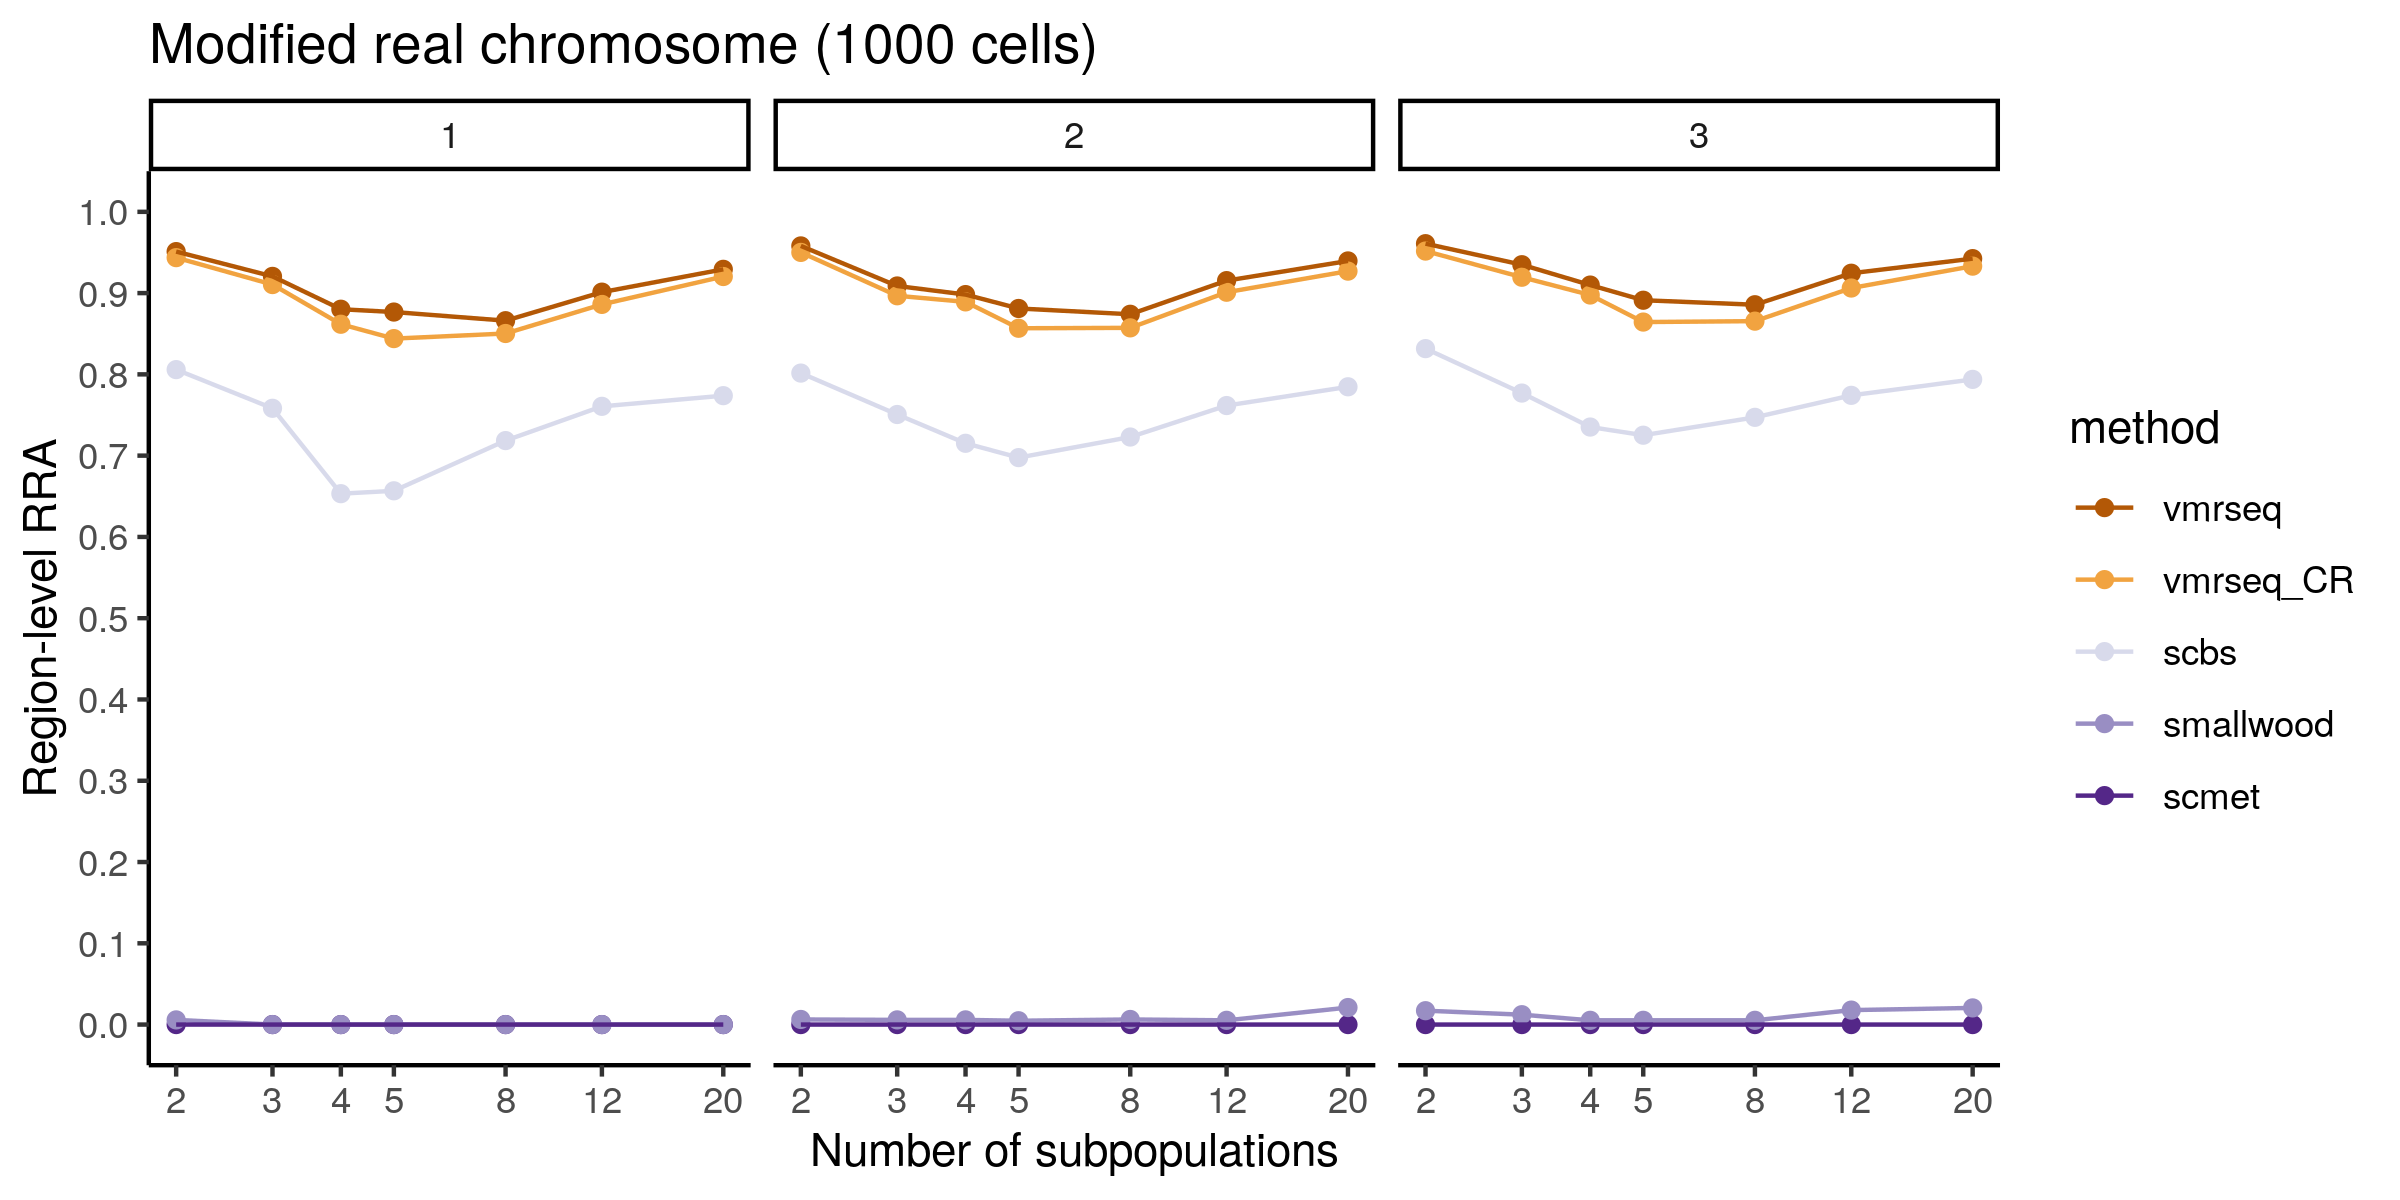 Modified real chromosome (1000 cells)
1 2 3
Region-level RRA
1.0
0.9
0.8
0.7
0.6
0.5
0.4
0.3
0.2
0.1
0.0
2 3 4 5 8 12 20 2 3 4 5 8 12 20 2 3 4 5 8 12 20
Number of subpopulations
method
vmrseq
vmrseq_CR
scbs
smallwood
scmet